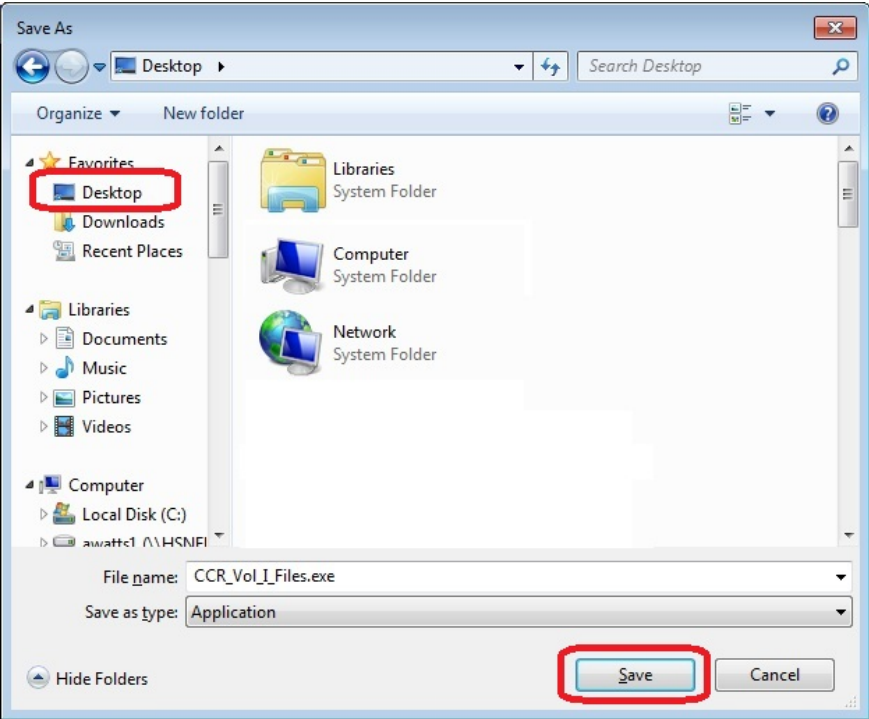 Save As
Desktop
Search Desktop
Organize
New folder
Favorites
Desktop
Downloads
Recent Places
Libraries
Documents
Music
Pictures
Videos
Computer
Local Disk (C:)
awatts1 (\\HSNFI
Libraries
System Folder
Computer
System Folder
Network
System Folder
File name: CCR_Vol_I_Files.exe
Save as type: Application
Hide Folders
Save
Cancel